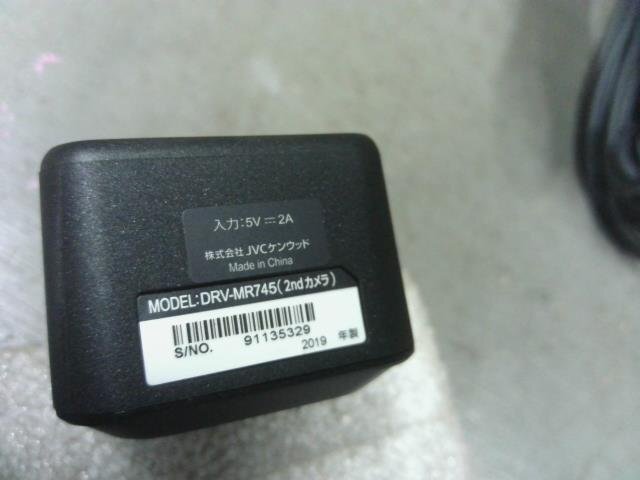 入力:5V⎓2A
株式会社 JVCケンウッド
Made in China
MODEL:DRV-MR745(2ndカメラ)
S/NO. 91135329
2019 年製